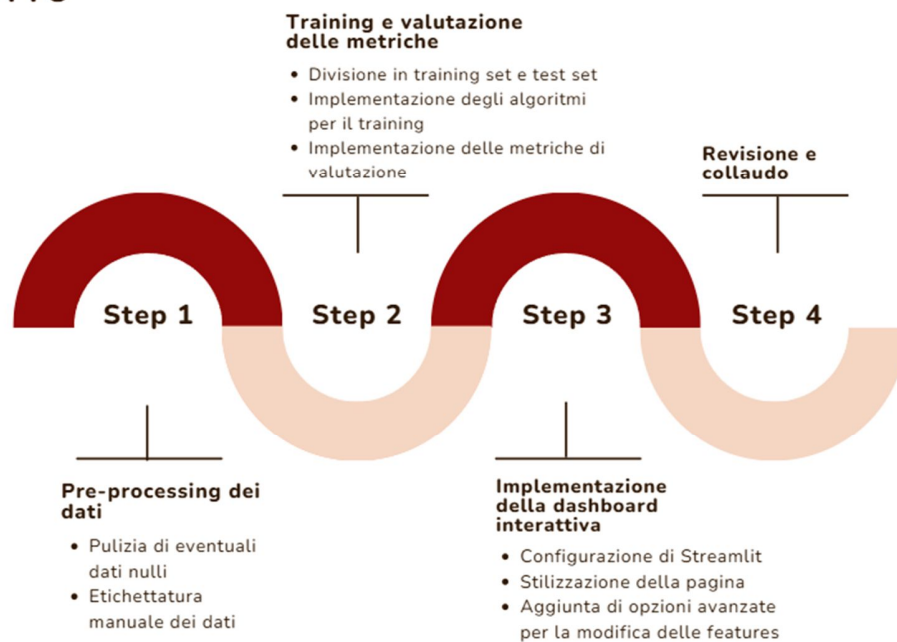 Training e valutazione
delle metriche
• Divisione in training set e test set
• Implementazione degli algoritmi
per il training
• Implementazione delle metriche di
valutazione
Revisione e
collaudo
Step 1
Step 2
Step 3
Step 4
Pre-processing dei
dati
• Pulizia di eventuali
dati nulli
• Etichettatura
manuale dei dati
Implementazione
della dashboard
interattiva
• Configurazione di Streamlit
• Stilizzazione della pagina
• Aggiunta di opzioni avanzate
per la modifica delle features